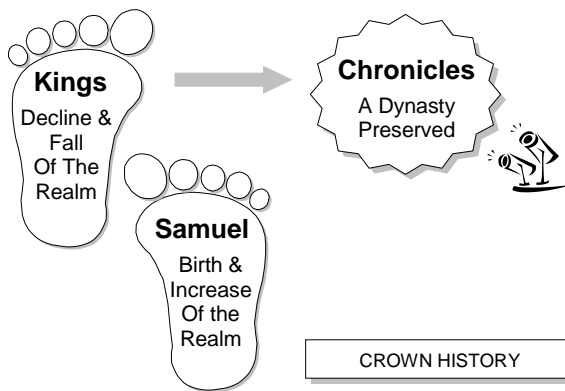 Kings
Decline &
Fall
Of The
Realm
Chronicles
A Dynasty
Preserved
Samuel
Birth &
Increase
Of the
Realm
CROWN HISTORY